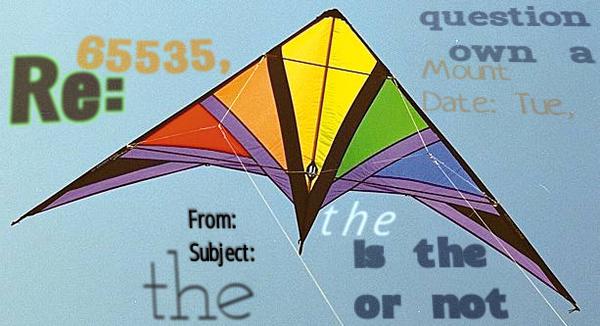 question
own a
65535,
Re:
Mount
Date: Tue,
From:
Subject:
the
the
Is the
or not